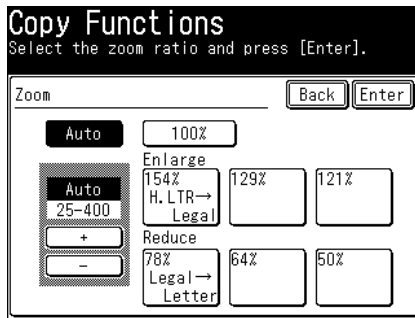 Copy Functions
Select the zoom ratio and press [Enter].
Zoom
Back
Enter
Auto
100%
Auto
25-400
+
-
Enlarge
154%
H.LTR→
Legal
129%
121%
Reduce
78%
Legal→
Letter
64%
50%